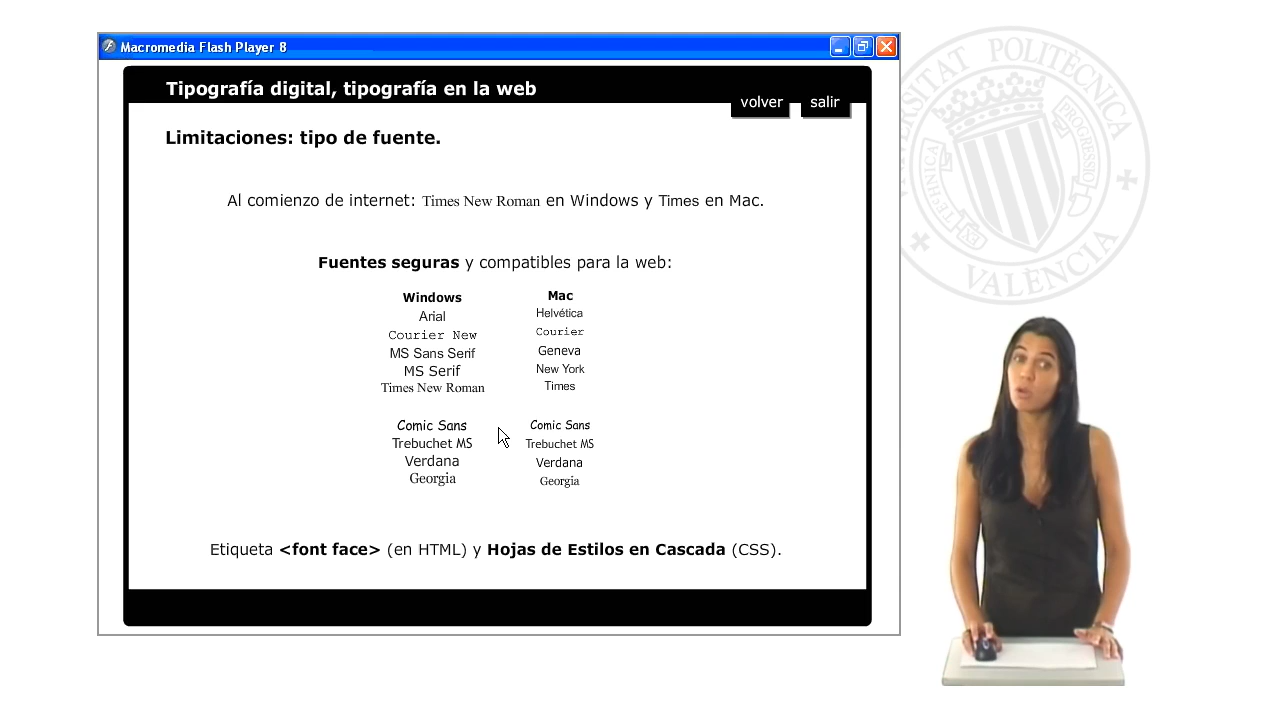 Macromedia Flash Player 8
Tipografía digital, tipografía en la web
volver salir
Limitaciones: tipo de fuente.
Al comienzo de internet: Times New Roman en Windows y Times en Mac.
Fuentes seguras y compatibles para la web:
Windows Mac
Arial Helvética
Courier New Courier
MS Sans Serif Geneva
MS Serif New York
Times New Roman Times
Comic Sans Comic Sans
Trebuchet MS Trebuchet MS
Verdana Verdana
Georgia Georgia
Etiqueta <font face> (en HTML) y Hojas de Estilos en Cascada (CSS).
POLITÈCNICA
VALÈNCIA